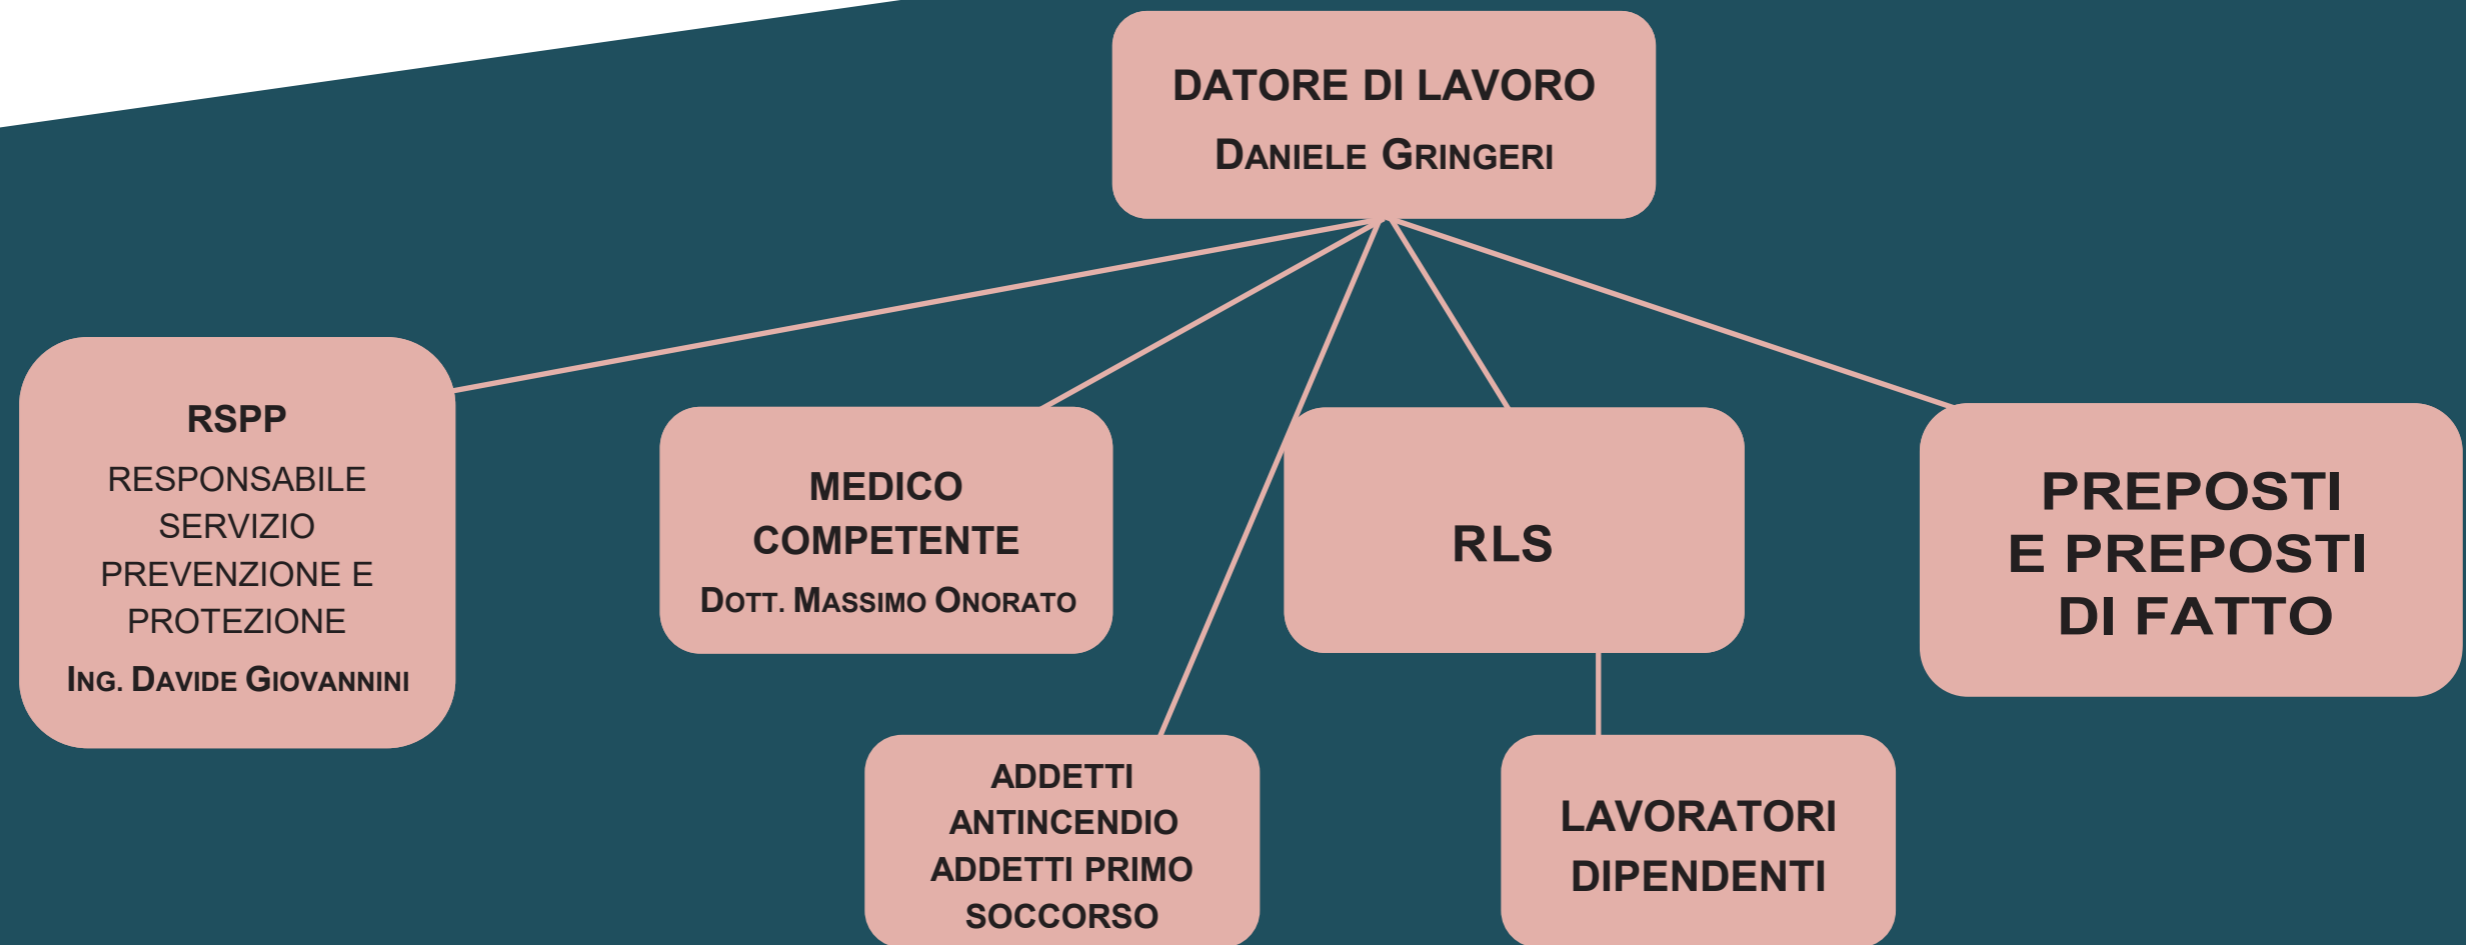 DATORE DI LAVORO
DANIELE GRINGERI
RSPP
RESPONSABILE
SERVIZIO
PREVENZIONE E
PROTEZIONE
ING. DAVIDE GIOVANNINI
MEDICO
COMPETENTE
DOTT. MASSIMO ONORATO
RLS
PREPOSTI
E PREPOSTI
DI FATTO
ADDETTI
ANTINCENDIO
ADDETTI PRIMO
SOCCORSO
LAVORATORI
DIPENDENTI